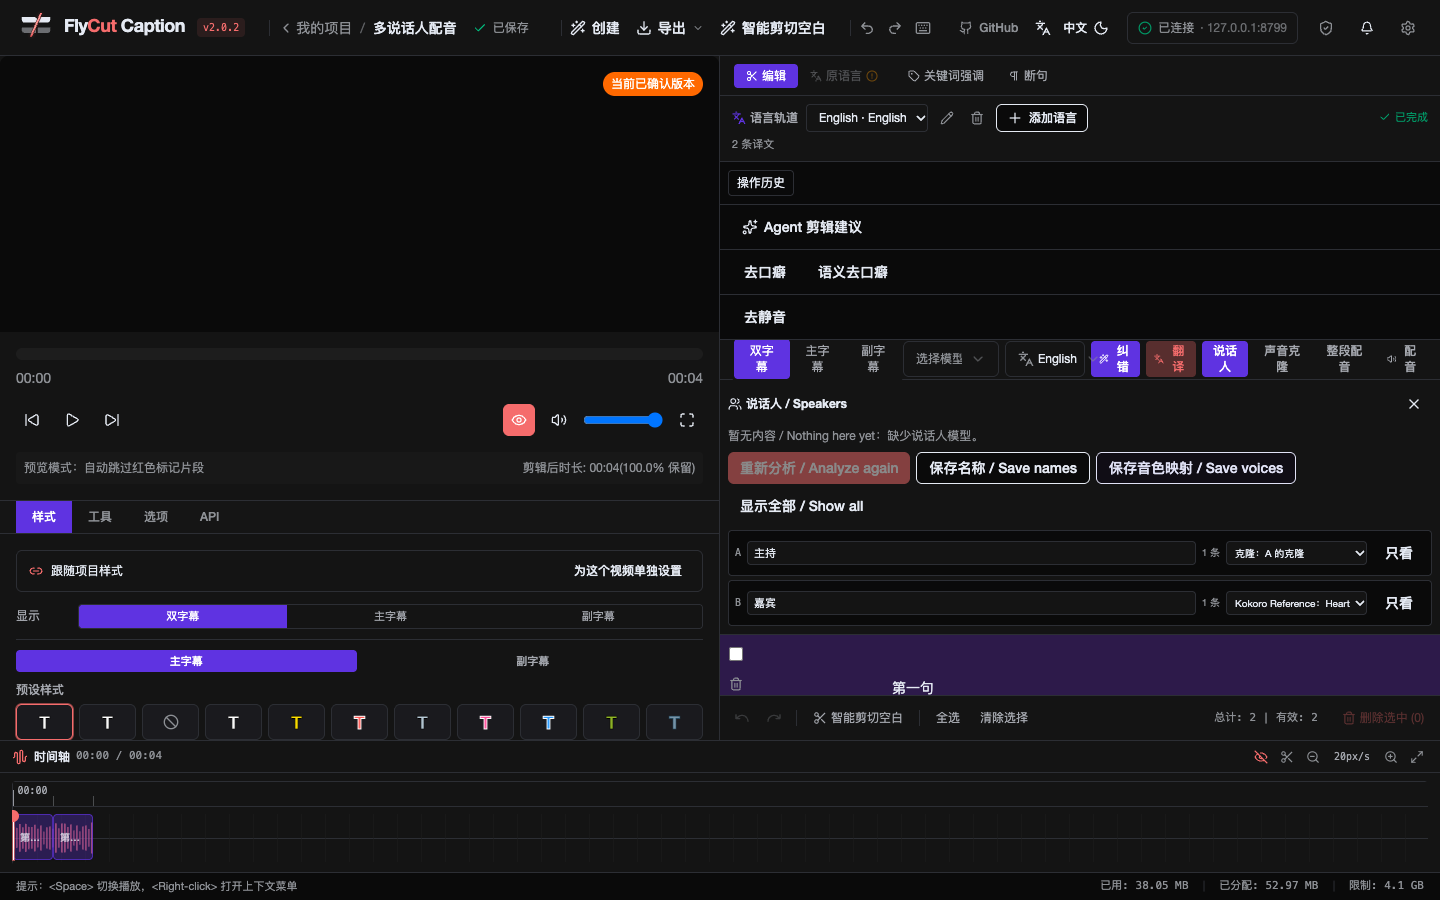 FlyCut Caption v2.0.2 我的项目 / 多说话人配音 已保存 创建 导出 智能剪切空白 GitHub 中文 已连接 · 127.0.0.1:8799
当前已确认版本
00:00 00:04
预览模式：自动跳过红色标记片段 剪辑后时长: 00:04(100.0% 保留)
样式 工具 选项 API
跟随项目样式 为这个视频单独设置
显示 双字幕 主字幕 副字幕
主字幕 副字幕
预设样式
T T T T T T T T T T
编辑 原语言 关键词强调 断句
语言轨道 English · English 添加语言 已完成
2 条译文
操作历史
Agent 剪辑建议
去口癖 语义去口癖
去静音
双字幕 主字幕 副字幕 选择模型 English 纠错 翻译 说话人 声音克隆 整段配音 配音
说话人 / Speakers
暂无内容 / Nothing here yet：缺少说话人模型。
重新分析 / Analyze again 保存名称 / Save names 保存音色映射 / Save voices
显示全部 / Show all
A 主持 1 条 克隆：A 的克隆 只看
B 嘉宾 1 条 Kokoro Reference：Heart 只看
第一句
智能剪切空白 全选 清除选择 总计: 2 | 有效: 2 删除选中 (0)
时间轴 00:00 / 00:04 20px/s
00:00
第... 第...
提示：<Space> 切换播放，<Right-click> 打开上下文菜单 已用: 38.05 MB 已分配: 52.97 MB 限制: 4.1 GB